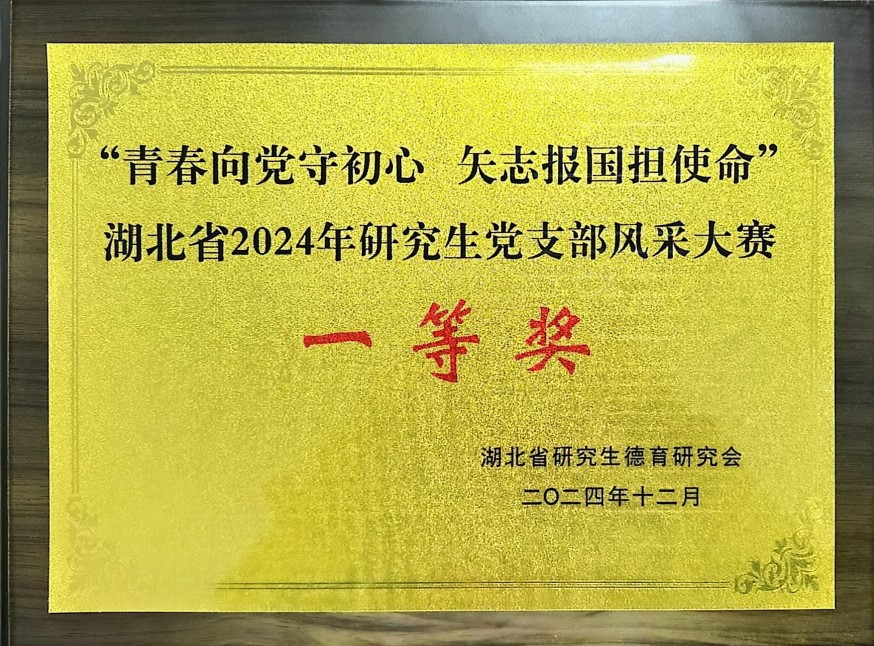 “青春向党守初心 矢志报国担使命”
湖北省2024年研究生党支部风采大赛
一等奖
湖北省研究生德育研究会
二〇二四年十二月